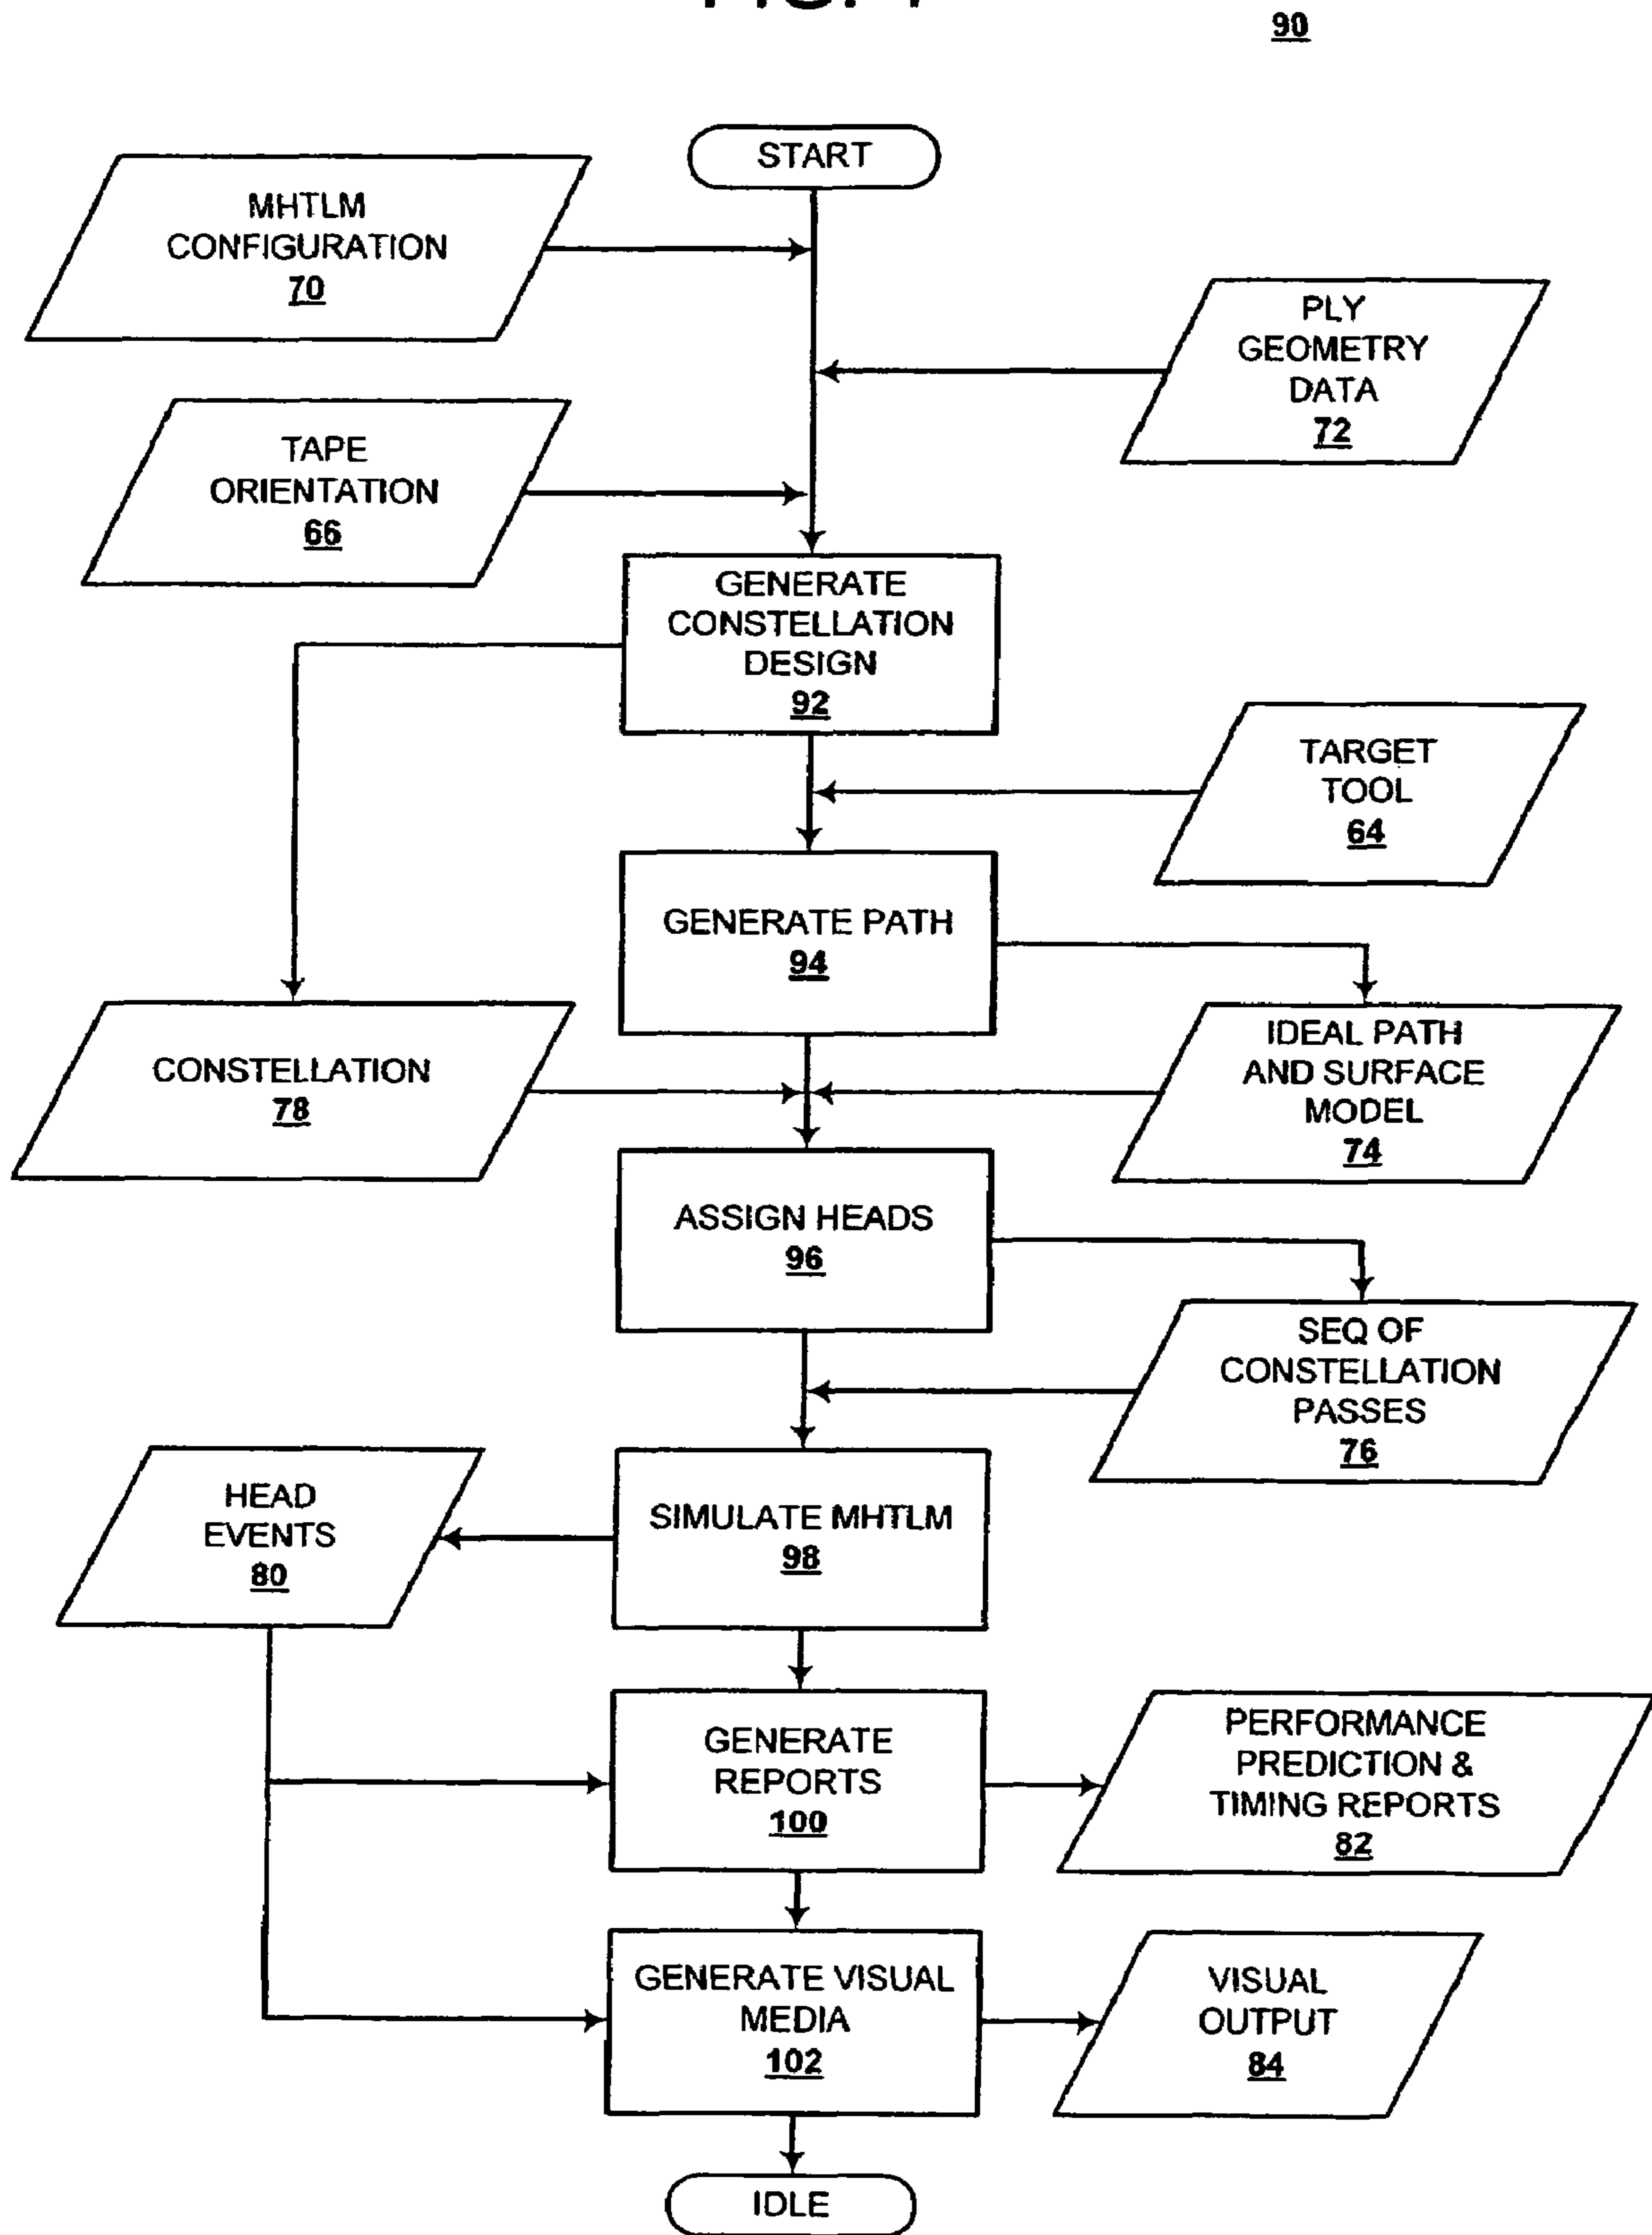 90
START
MHTLM
CONFIGURATION
70
PLY
GEOMETRY
DATA
72
TAPE
ORIENTATION
66
GENERATE
CONSTELLATION
DESIGN
92
TARGET
TOOL
64
GENERATE PATH
94
CONSTELLATION
78
IDEAL PATH
AND SURFACE
MODEL
74
ASSIGN HEADS
96
SEQ OF
CONSTELLATION
PASSES
76
HEAD
EVENTS
80
SIMULATE MHTLM
98
GENERATE
REPORTS
100
PERFORMANCE
PREDICTION &
TIMING REPORTS
82
GENERATE VISUAL
MEDIA
102
VISUAL
OUTPUT
84
IDLE